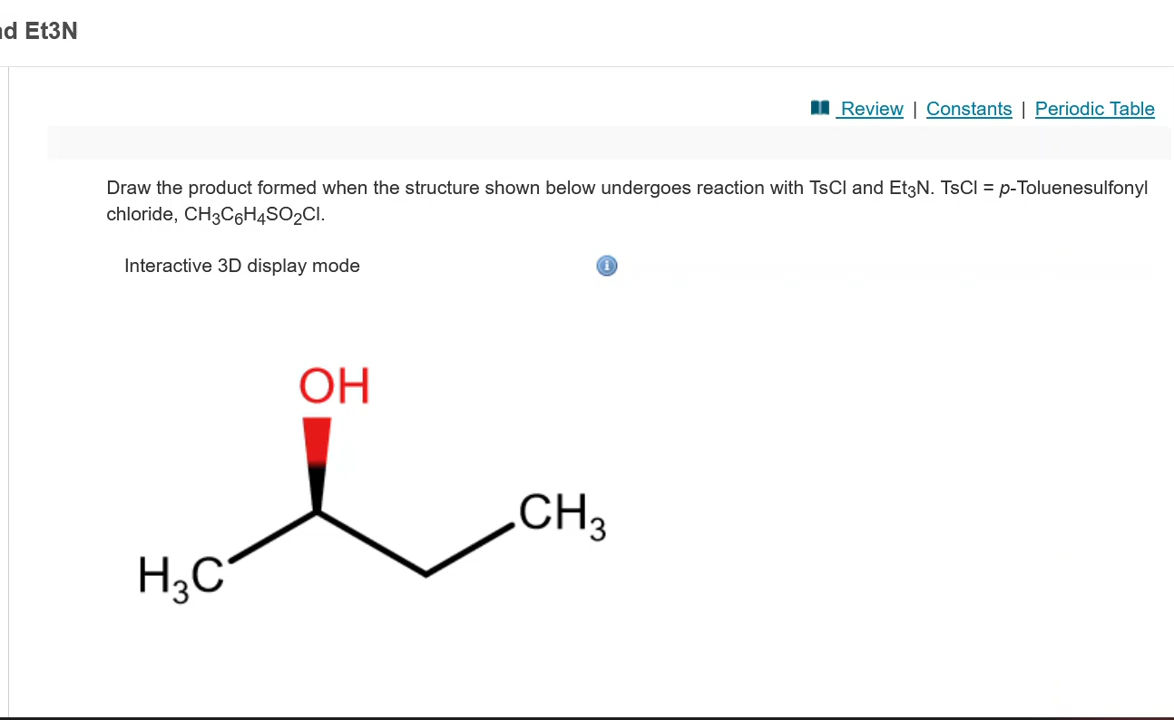 nd Et3N
Review | Constants | Periodic Table
Draw the product formed when the structure shown below undergoes reaction with TsCl and Et₃N. TsCl = p-Toluenesulfonyl
chloride, CH₃C₆H₄SO₂Cl.
Interactive 3D display mode
OH
CH₃
H₃C